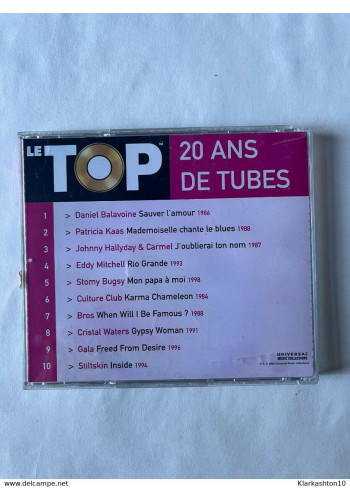 LE TOP
20 ANS
DE TUBES
1 > Daniel Balavoine Sauver l'amour 1986
2 > Patricia Kaas Mademoiselle chante le blues 1988
3 > Johnny Hallyday & Carmel J'oublierai ton nom 1987
4 > Eddy Mitchell Rio Grande 1993
5 > Stomy Bugsy Mon papa à moi 1998
6 > Culture Club Karma Chameleon 1984
7 > Bros When Will I Be Famous ? 1988
8 > Cristal Waters Gypsy Woman 1991
9 > Gala Freed From Desire 1996
10 > Stiltskin Inside 1994
UNIVERSAL
MUSIC COLLECTIONS
delcampe.net
Klarkashton10